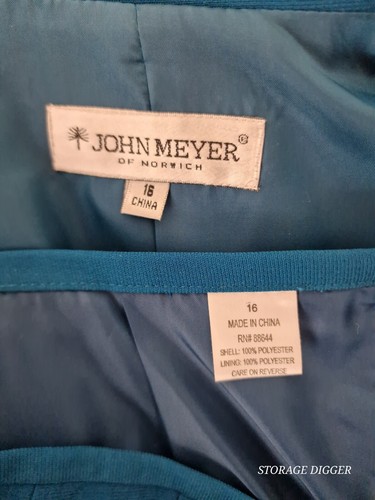 JOHN MEYER®
OF NORWICH
16
CHINA
16
MADE IN CHINA
RN# 88644
SHELL: 100% POLYESTER
LINING: 100% POLYESTER
CARE ON REVERSE
STORAGE DIGGER